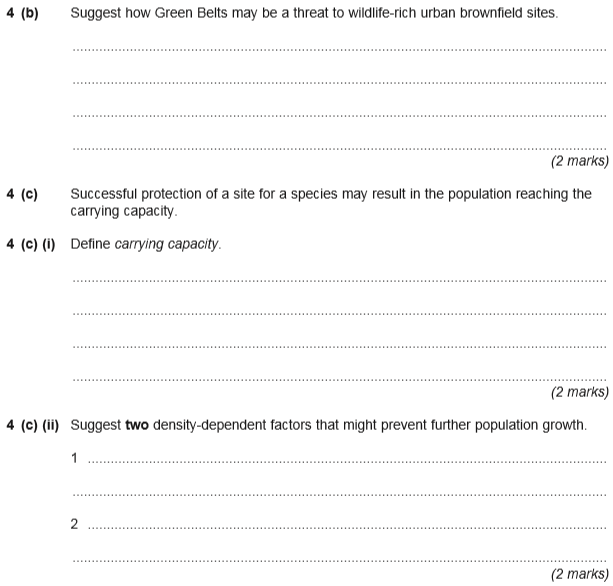 4 (b) Suggest how Green Belts may be a threat to wildlife-rich urban brownfield sites.
(2 marks)
4 (c) Successful protection of a site for a species may result in the population reaching the
carrying capacity.
4 (c) (i) Define carrying capacity.
(2 marks)
4 (c) (ii) Suggest two density-dependent factors that might prevent further population growth.
1
2
(2 marks)